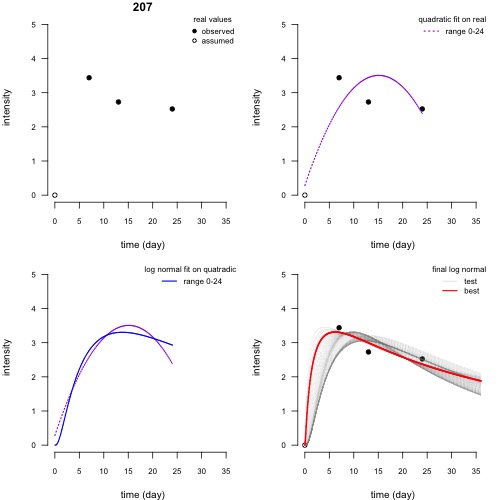 207
real values
observed
assumed
intensity
5
4
3
2
1
0
0 5 10 15 20 25 30 35
time (day)
quadratic fit on real
range 0-24
intensity
5
4
3
2
1
0
0 5 10 15 20 25 30 35
time (day)
log normal fit on quatradic
range 0-24
intensity
5
4
3
2
1
0
0 5 10 15 20 25 30 35
time (day)
final log normal
test
best
intensity
5
4
3
2
1
0
0 5 10 15 20 25 30 35
time (day)